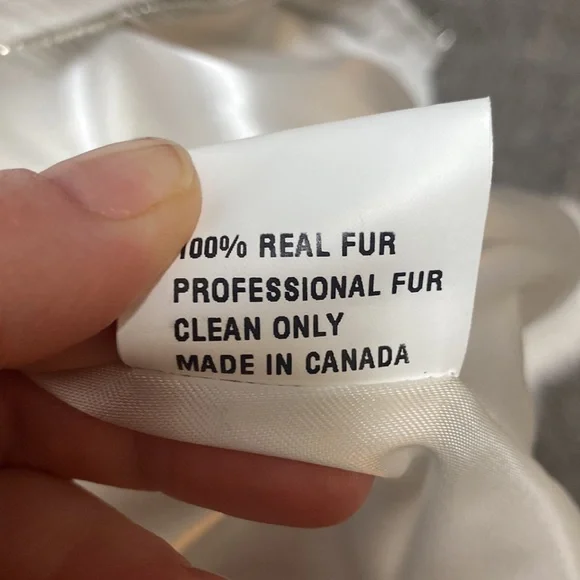 100% REAL FUR
PROFESSIONAL FUR
CLEAN ONLY
MADE IN CANADA